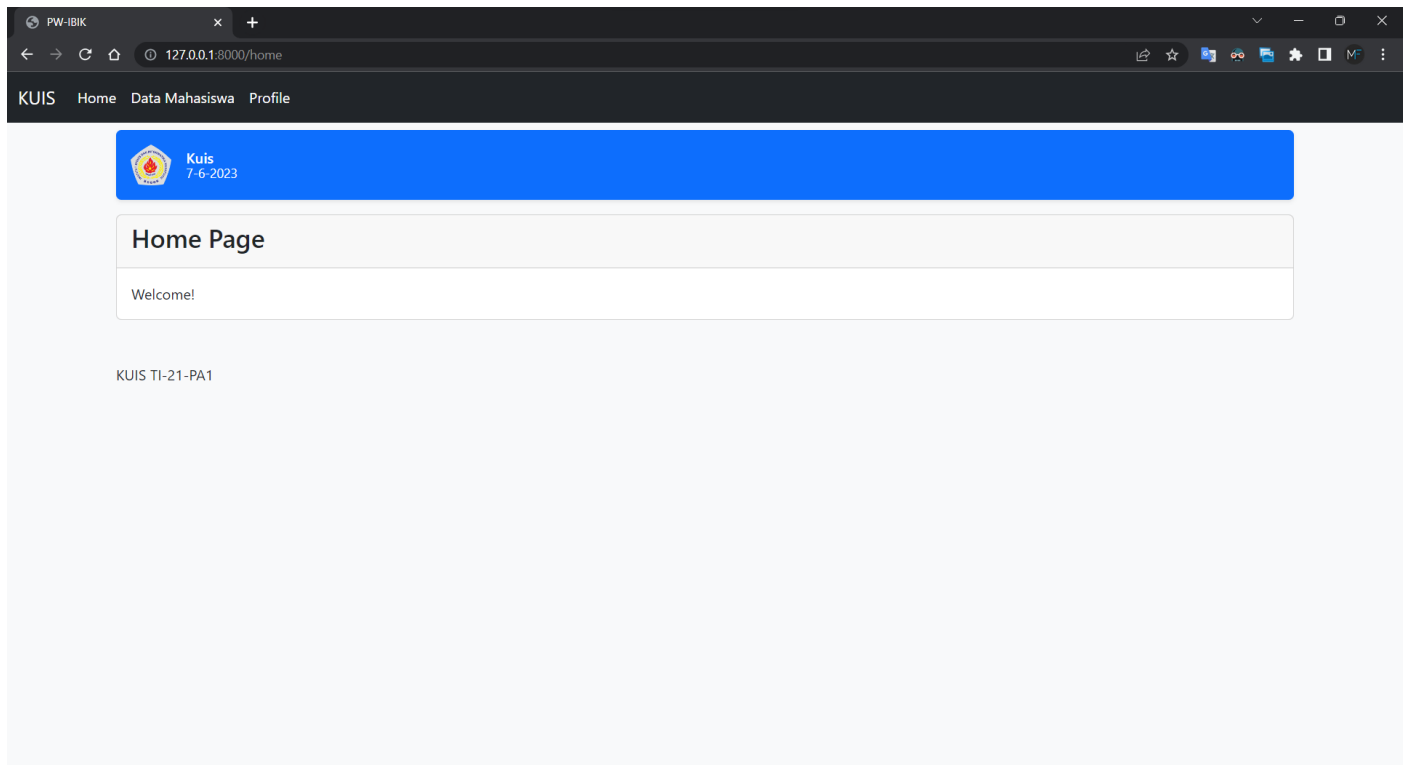 PW-IBIK
127.0.0.1:8000/home
MF
KUIS Home Data Mahasiswa Profile
Kuis
7-6-2023
Home Page
Welcome!
KUIS TI-21-PA1